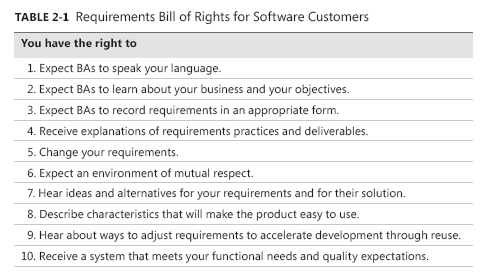 TABLE 2-1 Requirements Bill of Rights for Software Customers
You have the right to
1. Expect BAs to speak your language.
2. Expect BAs to learn about your business and your objectives.
3. Expect BAs to record requirements in an appropriate form.
4. Receive explanations of requirements practices and deliverables.
5. Change your requirements.
6. Expect an environment of mutual respect.
7. Hear ideas and alternatives for your requirements and for their solution.
8. Describe characteristics that will make the product easy to use.
9. Hear about ways to adjust requirements to accelerate development through reuse.
10. Receive a system that meets your functional needs and quality expectations.